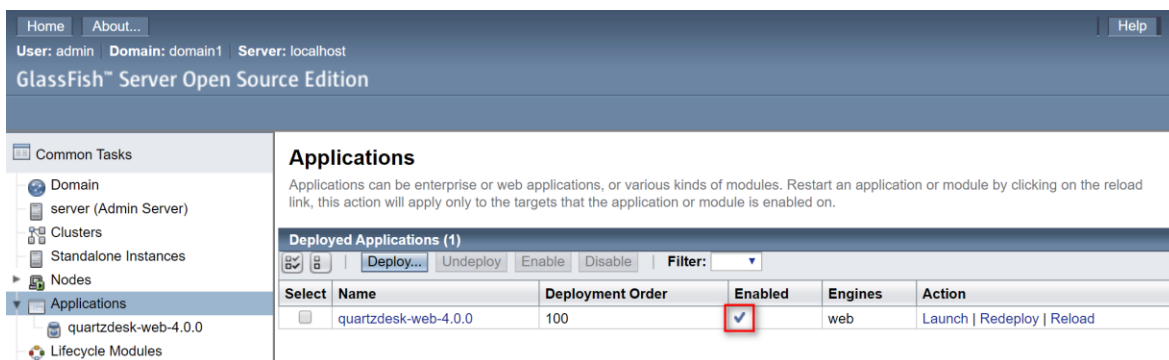 Home About... Help
User: admin Domain: domain1 Server: localhost
GlassFish™ Server Open Source Edition
Common Tasks
Domain
server (Admin Server)
Clusters
Standalone Instances
Nodes
Applications
quartzdesk-web-4.0.0
Lifecycle Modules
Applications
Applications can be enterprise or web applications, or various kinds of modules. Restart an application or module by clicking on the reload
link, this action will apply only to the targets that the application or module is enabled on.
Deployed Applications (1)
Deploy... Undeploy Enable Disable Filter:
Select Name Deployment Order Enabled Engines Action
quartzdesk-web-4.0.0 100 web Launch | Redeploy | Reload